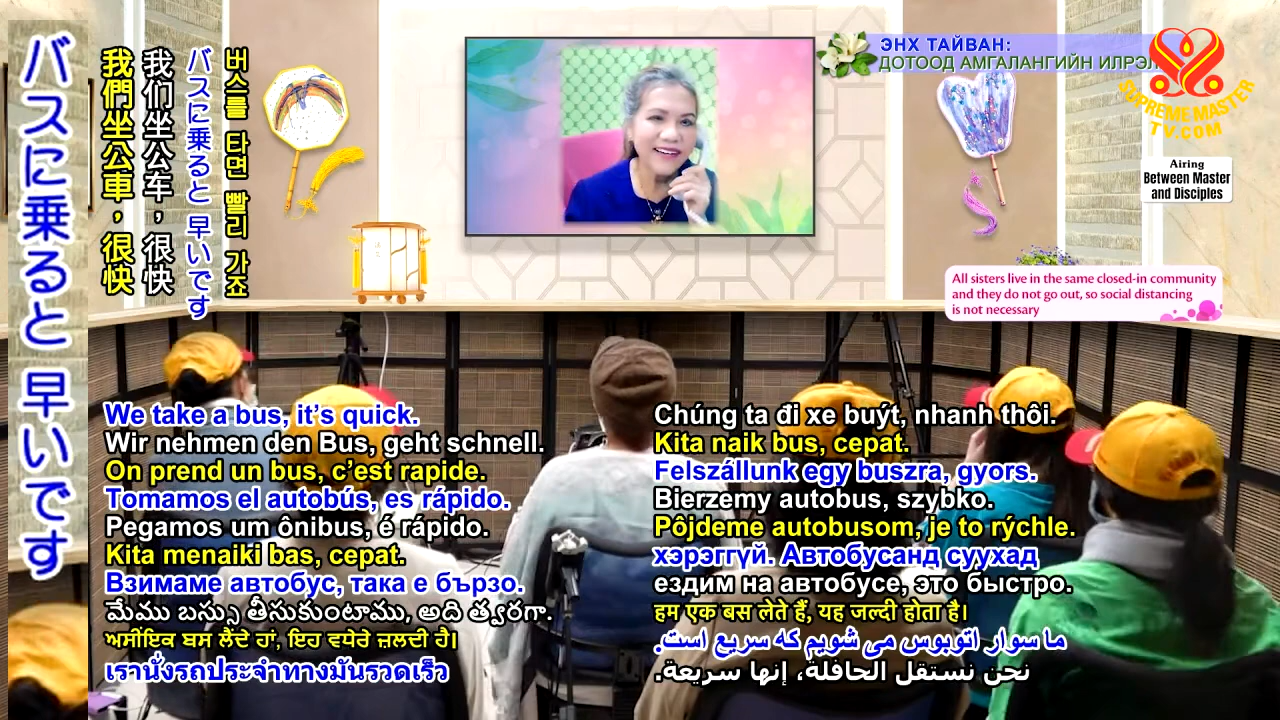 バスに乗ると 早いです
我們坐公車，很快
我们坐公车，很快
バスに乗ると 早いです
버스를 타면 빨리 가죠
ЭНХ ТАЙВАН:
ДОТООД АМГАЛАНГИЙН ИЛРЭЛ
SUPREME MASTER
TV.COM
Airing
Between Master
and Disciples
All sisters live in the same closed-in community
and they do not go out, so social distancing
is not necessary
We take a bus, it’s quick.
Wir nehmen den Bus, geht schnell.
On prend un bus, c’est rapide.
Tomamos el autobús, es rápido.
Pegamos um ônibus, é rápido.
Kita menaiki bas, cepat.
Взимаме автобус, така е бързо.
మేము బస్సు తీసుకుంటాము, అది త్వరగా.
ਅਸੀਂਇਕ ਬਸ ਲੈਂਦੇ ਹਾਂ, ਇਹ ਵਧੇਰੇ ਜ਼ਲਦੀ ਹੈ।
เรานั่งรถประจำทางมันรวดเร็ว
Chúng ta đi xe buýt, nhanh thôi.
Kita naik bus, cepat.
Felszállunk egy buszra, gyors.
Bierzemy autobus, szybko.
Pôjdeme autobusom, je to rýchle.
хэрэггүй. Автобусанд суухад
ездим на автобусе, это быстро.
हम एक बस लेते हैं, यह जल्दी होता है।
ما سوار اتوبوس می شویم که سریع است.
نحن نستقل الحافلة، إنها سريعة.